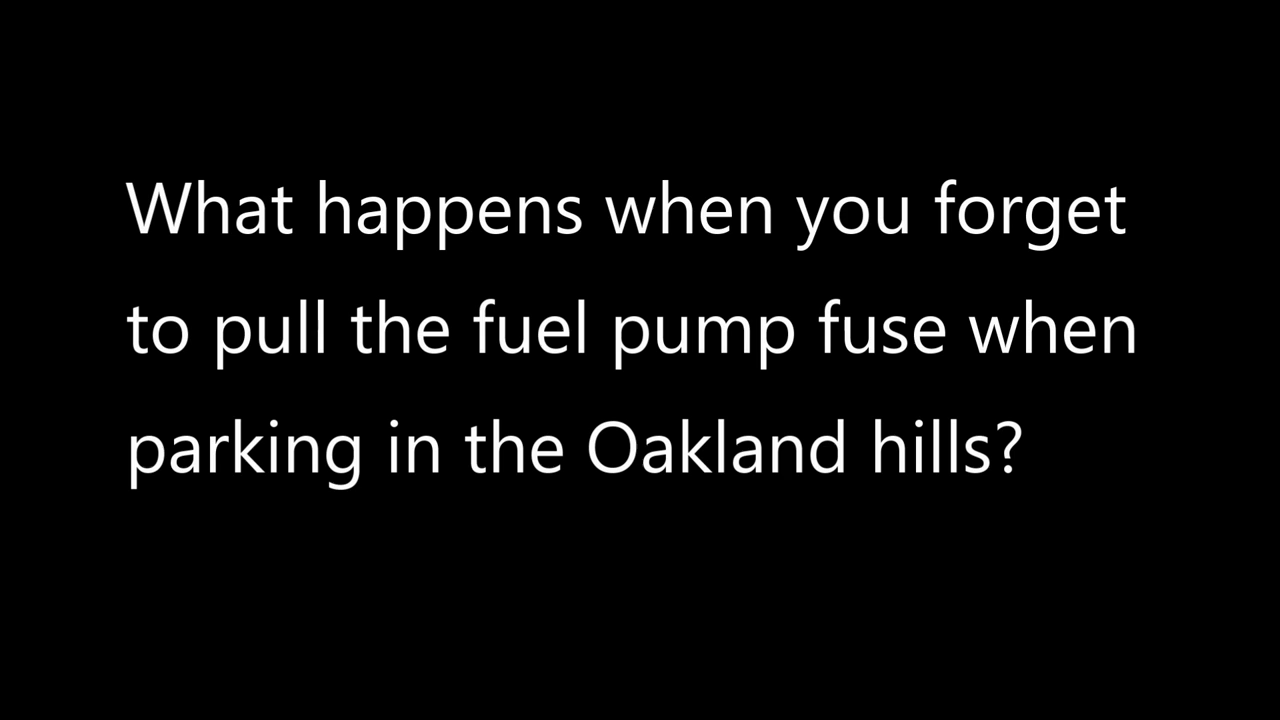 What happens when you forget
to pull the fuel pump fuse when
parking in the Oakland hills?